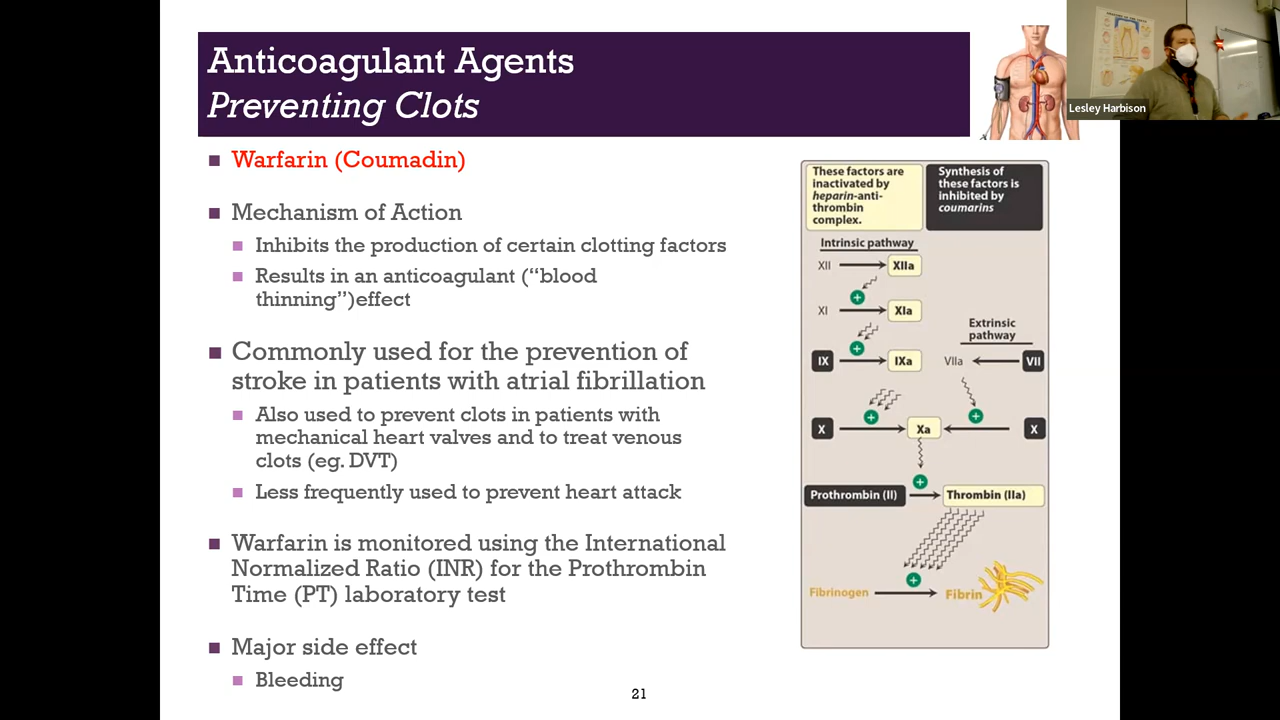 Anticoagulant Agents
Preventing Clots
Lesley Harbison
Warfarin (Coumadin)
Mechanism of Action
Inhibits the production of certain clotting factors
Results in an anticoagulant (“blood
thinning”)effect
Commonly used for the prevention of
stroke in patients with atrial fibrillation
Also used to prevent clots in patients with
mechanical heart valves and to treat venous
clots (eg. DVT)
Less frequently used to prevent heart attack
Warfarin is monitored using the International
Normalized Ratio (INR) for the Prothrombin
Time (PT) laboratory test
Major side effect
Bleeding
21
These factors are
inactivated by
heparin-anti-
thrombin
complex.
Synthesis of
these factors is
inhibited by
coumarins
Intrinsic pathway
XII XIIa
+
XI XIa
Extrinsic
pathway
+
IX IXa VIIa VII
+ +
X Xa X
+
Prothrombin (II) Thrombin (IIa)
+
Fibrinogen Fibrin